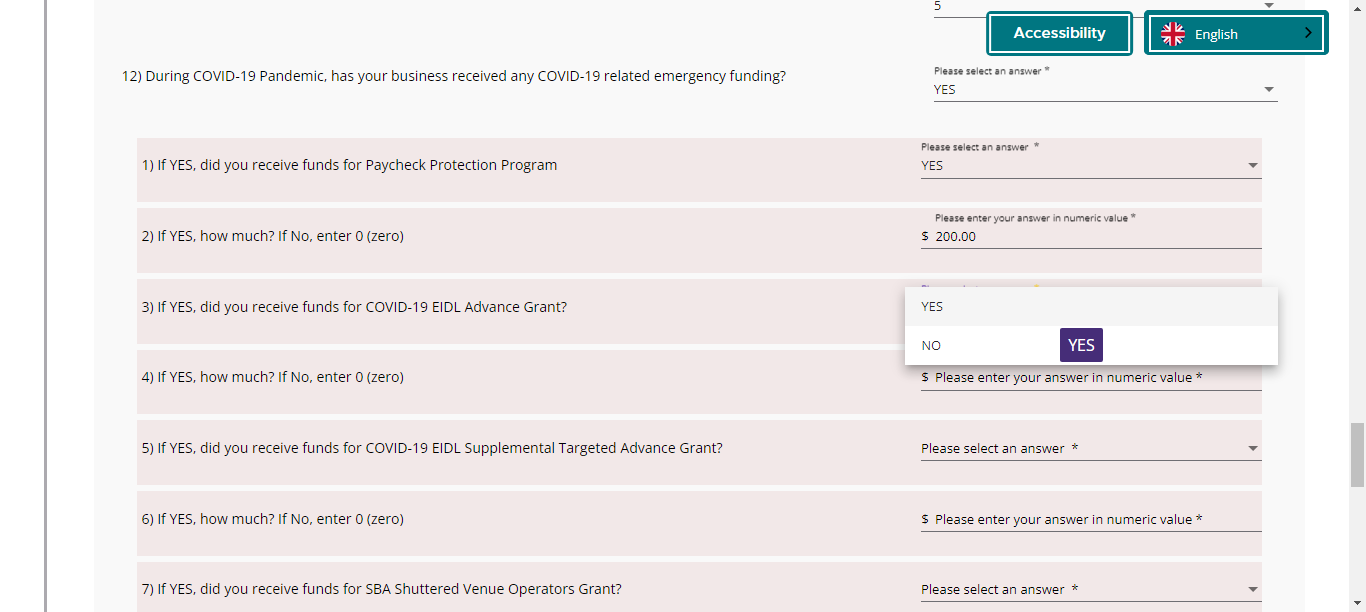 5
Accessibility
English
12) During COVID-19 Pandemic, has your business received any COVID-19 related emergency funding?
Please select an answer *
YES
1) If YES, did you receive funds for Paycheck Protection Program
Please select an answer *
YES
2) If YES, how much? If No, enter 0 (zero)
Please enter your answer in numeric value *
$ 200.00
3) If YES, did you receive funds for COVID-19 EIDL Advance Grant?
YES
NO
YES
4) If YES, how much? If No, enter 0 (zero)
$ Please enter your answer in numeric value *
5) If YES, did you receive funds for COVID-19 EIDL Supplemental Targeted Advance Grant?
Please select an answer *
6) If YES, how much? If No, enter 0 (zero)
$ Please enter your answer in numeric value *
7) If YES, did you receive funds for SBA Shuttered Venue Operators Grant?
Please select an answer *